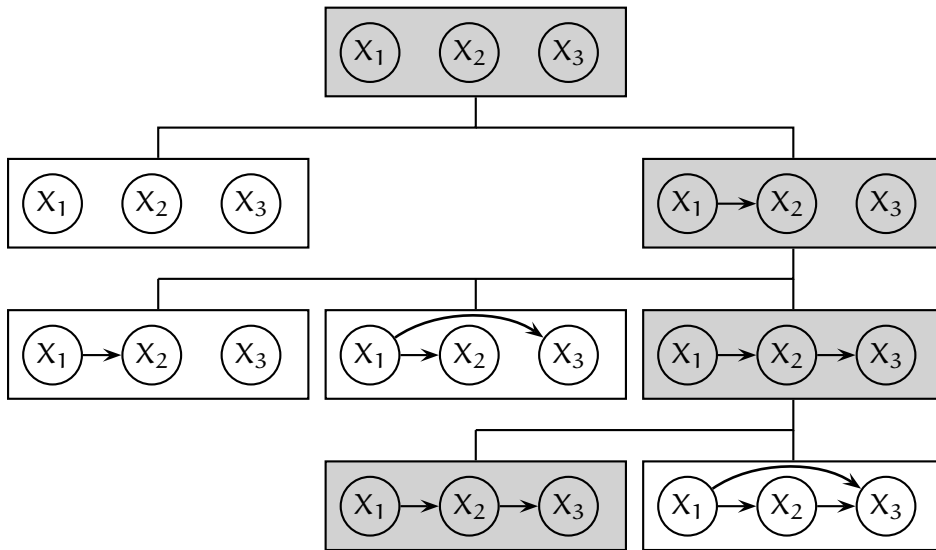 X₁ X₂ X₃
X₁ X₂ X₃ X₁ X₂ X₃
X₁ X₂ X₃ X₁ X₂ X₃ X₁ X₂ X₃
X₁ X₂ X₃ X₁ X₂ X₃